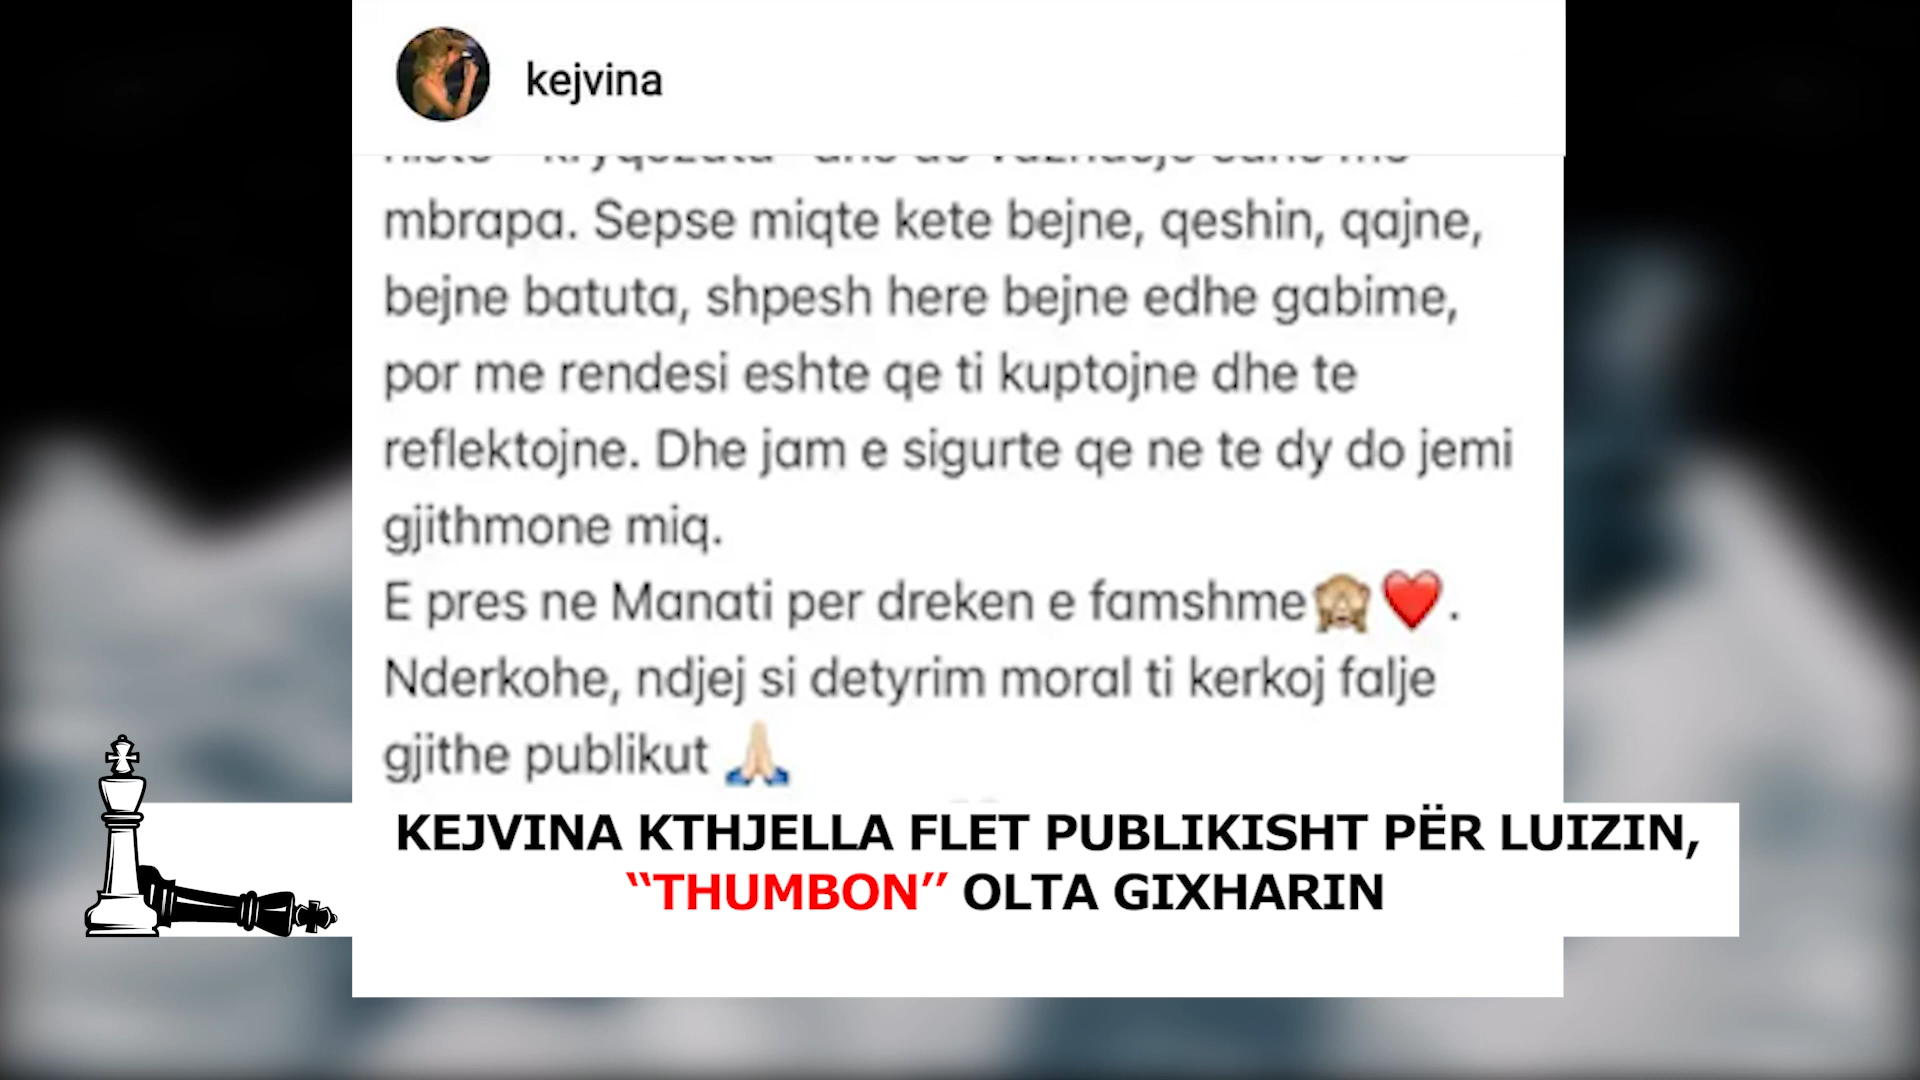 kejvina
mbrapa. Sepse miqte kete bejne, qeshin, qajne,
bejne batuta, shpesh here bejne edhe gabime,
por me rendesi eshte qe ti kuptojne dhe te
reflektojne. Dhe jam e sigurte qe ne te dy do jemi
gjithmone miq.
E pres ne Manati per dreken e famshme🙈❤️.
Nderkohe, ndjej si detyrim moral ti kerkoj falje
gjithe publikut 🙏🏻
KEJVINA KTHJELLA FLET PUBLIKISHT PËR LUIZIN,
“THUMBON” OLTA GIXHARIN